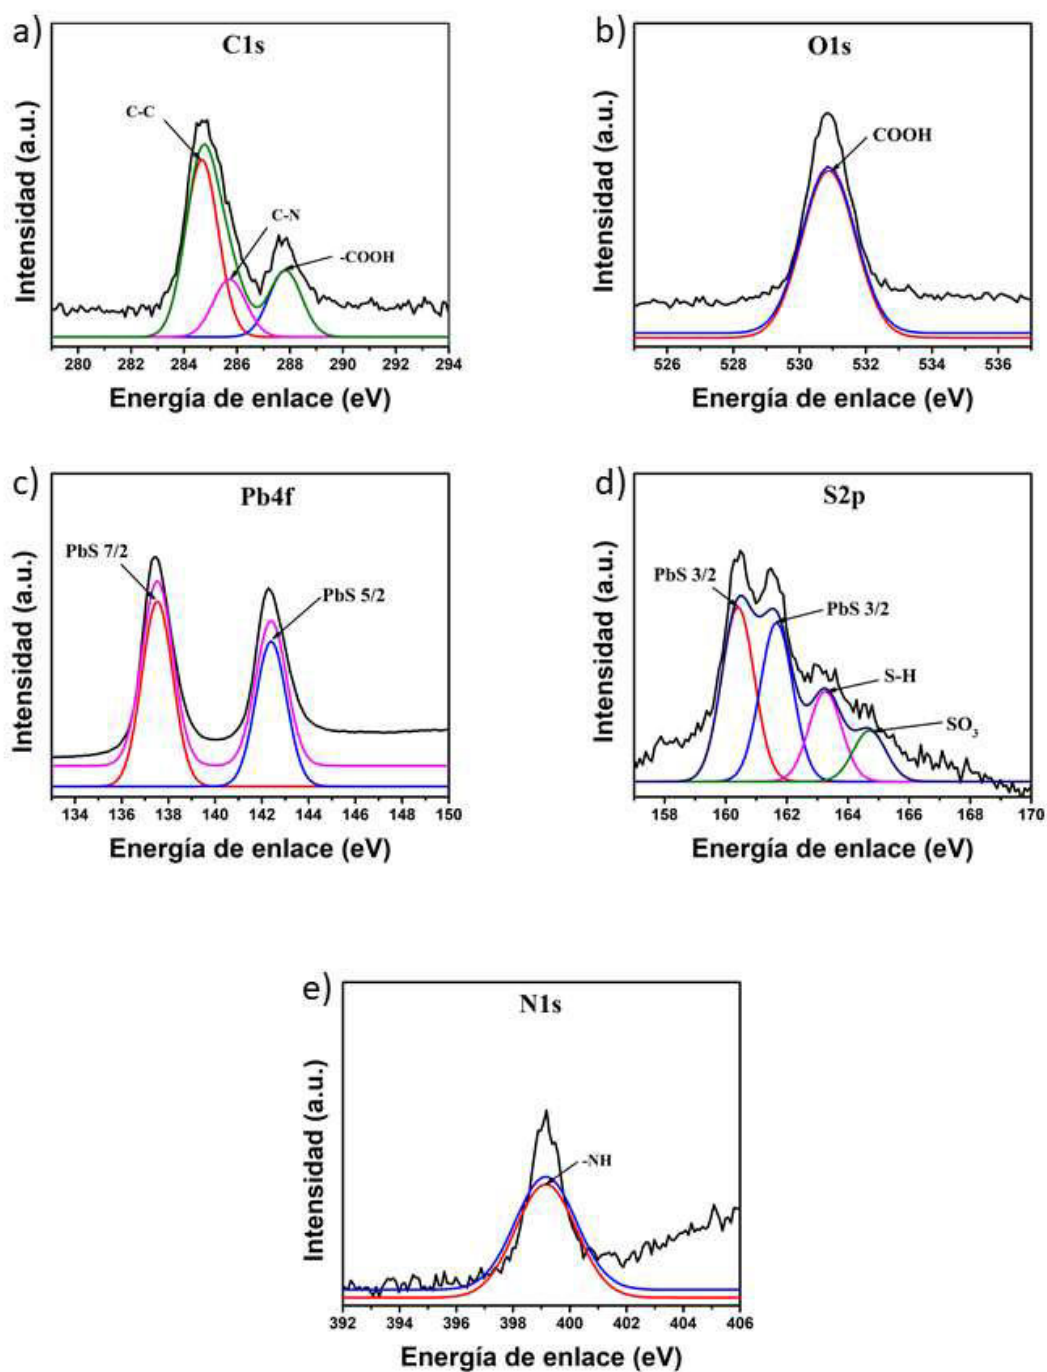 a)
C1s
C-C
C-N
-COOH
Intensidad (a.u.)
280 282 284 286 288 290 292 294
Energía de enlace (eV)
b)
O1s
COOH
Intensidad (a.u.)
526 528 530 532 534 536
Energía de enlace (eV)
c)
Pb4f
PbS 7/2
PbS 5/2
Intensidad (a.u.)
134 136 138 140 142 144 146 148 150
Energía de enlace (eV)
d)
S2p
PbS 3/2
PbS 3/2
S-H
SO₃
Intensidad (a.u.)
158 160 162 164 166 168 170
Energía de enlace (eV)
e)
N1s
-NH
Intensidad (a.u.)
392 394 396 398 400 402 404 406
Energía de enlace (eV)